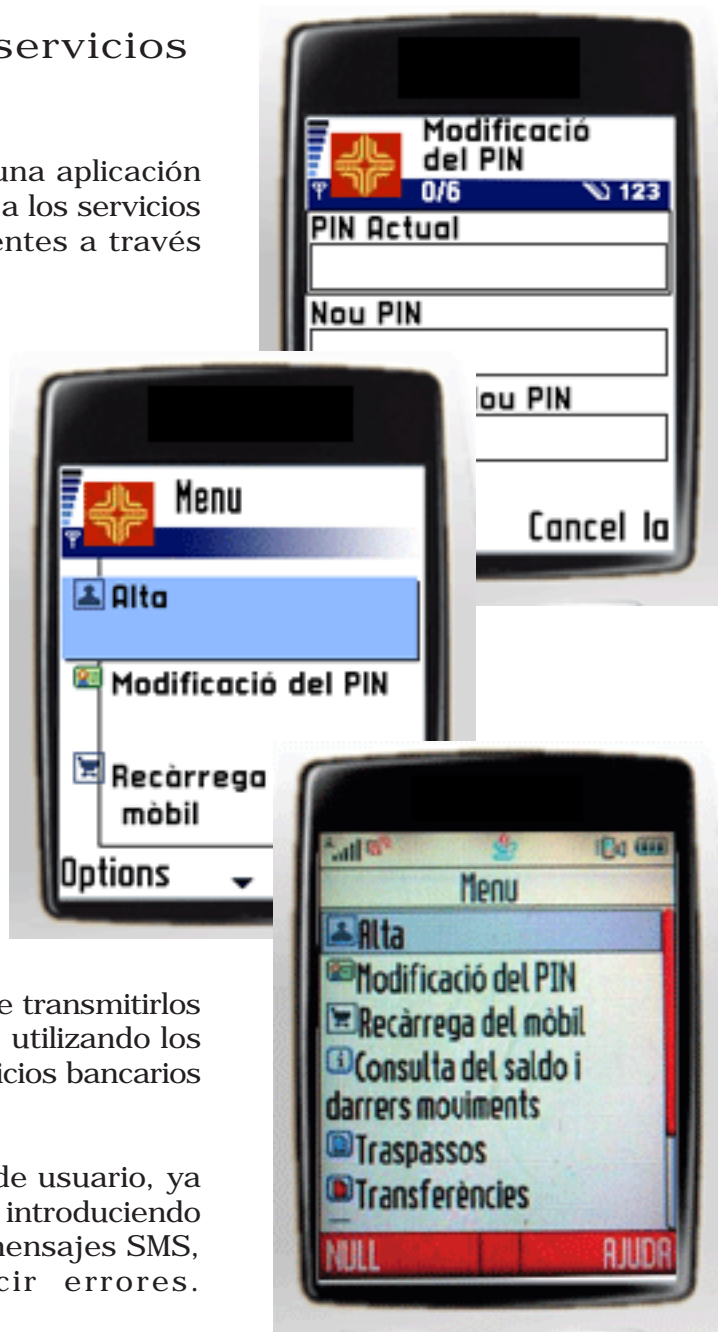 servicios
una aplicación
a los servicios
entes a través
Modificació
del PIN
0/6 123
PIN Actual
Nou PIN
ou PIN
Cancel la
Menu
Alta
Modificació del PIN
Recàrrega
mòbil
Options
e transmitirlos
utilizando los
icios bancarios
de usuario, ya
introduciendo
mensajes SMS,
cir errores.
Menu
Alta
Modificació del PIN
Recàrrega del mòbil
Consulta del saldo i
darrers moviments
Traspassos
Transferències
NULL AJUDA